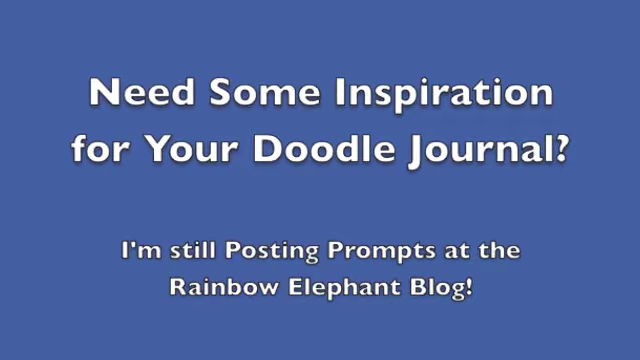 Need Some Inspiration
for Your Doodle Journal?
I'm still Posting Prompts at the
Rainbow Elephant Blog!